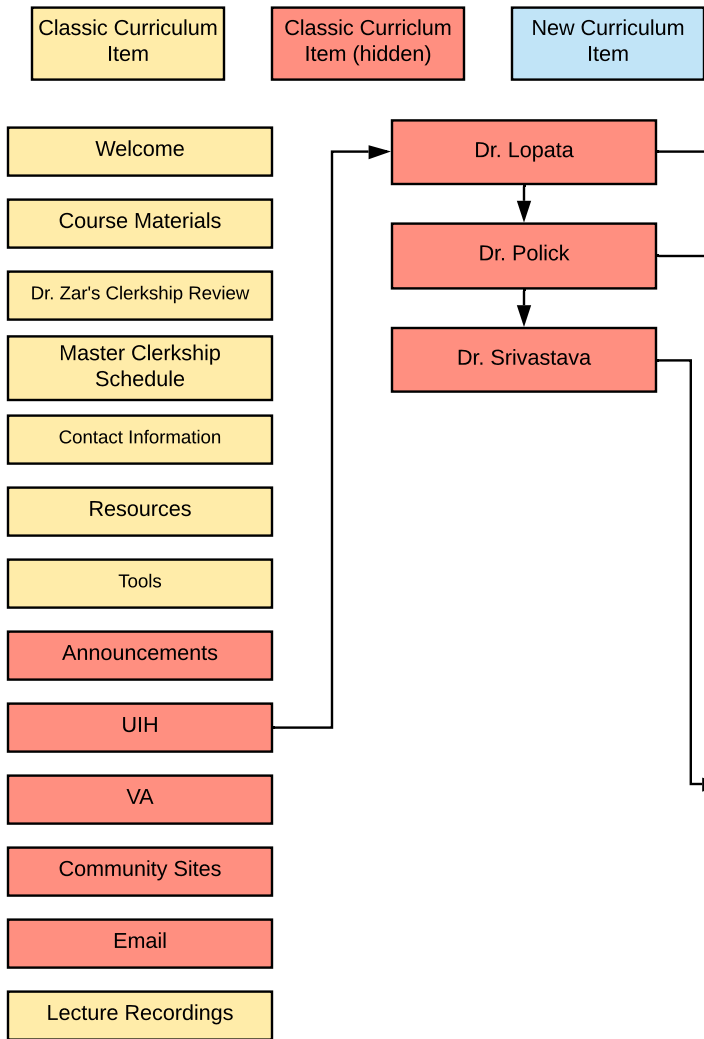 Classic Curriculum
Item
Classic Curriclum
Item (hidden)
New Curriculum
Item
Welcome
Course Materials
Dr. Zar's Clerkship Review
Master Clerkship
Schedule
Contact Information
Resources
Tools
Announcements
UIH
VA
Community Sites
Email
Lecture Recordings
Dr. Lopata
Dr. Polick
Dr. Srivastava